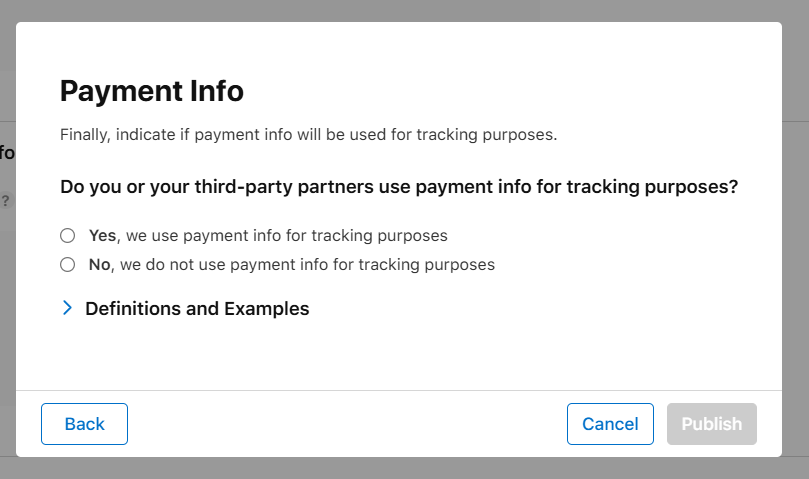 Payment Info
Finally, indicate if payment info will be used for tracking purposes.
fo
Do you or your third-party partners use payment info for tracking purposes?
?
Yes, we use payment info for tracking purposes
No, we do not use payment info for tracking purposes
Definitions and Examples
Back
Cancel
Publish